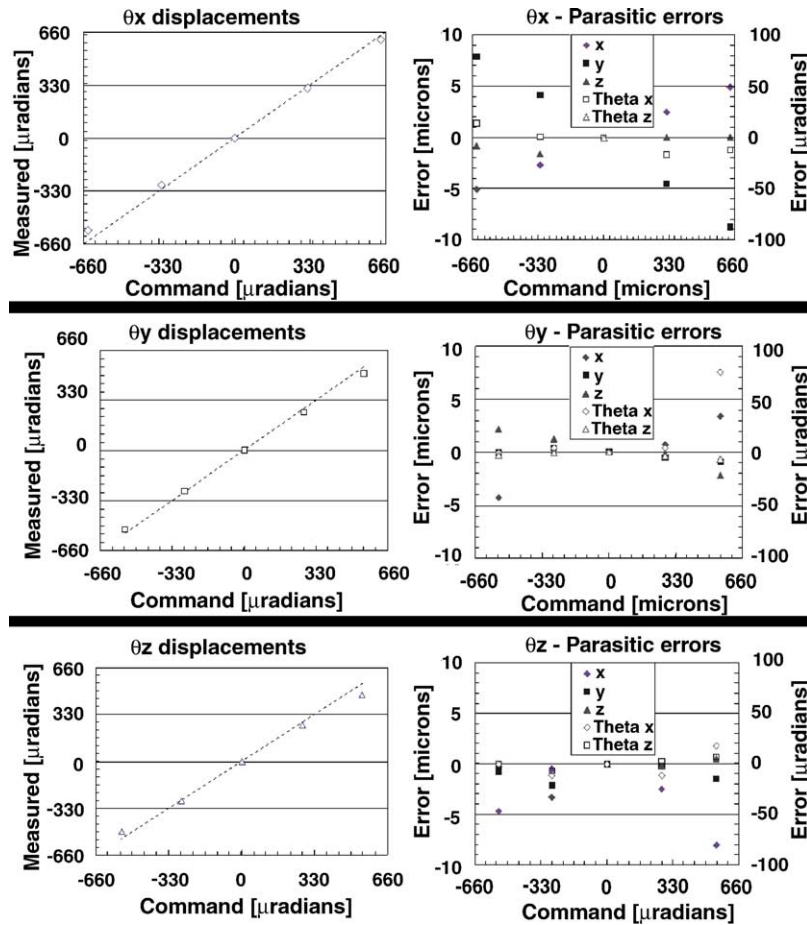 θx displacements
Measured [μradians]
660
330
0
-330
-660
-660 -330 0 330 660
Command [μradians]
θx - Parasitic errors
Error [microns]
10
5
0
-5
-10
x
y
z
Theta x
Theta z
100
50
0
-50
-100
Error [μradians]
-660 -330 0 330 660
Command [microns]
θy displacements
Measured [μradians]
660
330
0
-330
-660
-660 -330 0 330 660
Command [μradians]
θy - Parasitic errors
Error [microns]
10
5
0
-5
-10
x
y
z
Theta x
Theta z
100
50
0
-50
-100
Error [μradians]
-660 -330 0 330 660
Command [microns]
θz displacements
Measured [μradians]
660
330
0
-330
-660
-660 -330 0 330 660
Command [μradians]
θz - Parasitic errors
Error [microns]
10
5
0
-5
-10
x
y
z
Theta x
Theta z
100
50
0
-50
-100
Error [μradians]
-660 -330 0 330 660
Command [μradians]